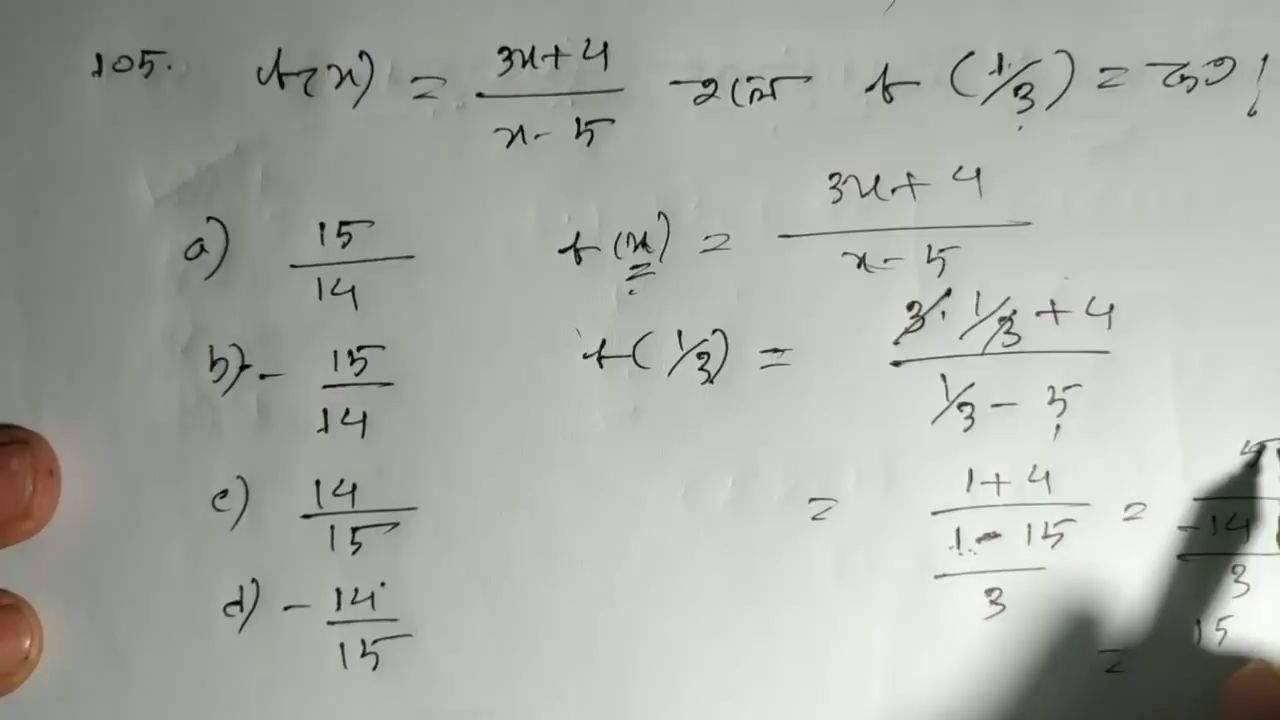 105. f(x) = (3x+4)/(x-5) হলে f(1/3) = কত?
a) 15/14
b) - 15/14
c) 14/15
d) - 14/15
f(x) = (3x+4)/(x-5)
f(1/3) = (3.1/3+4)/(1/3-5)
= (1+4)/((1-15)/3) = 5/(-14/3)
= 15